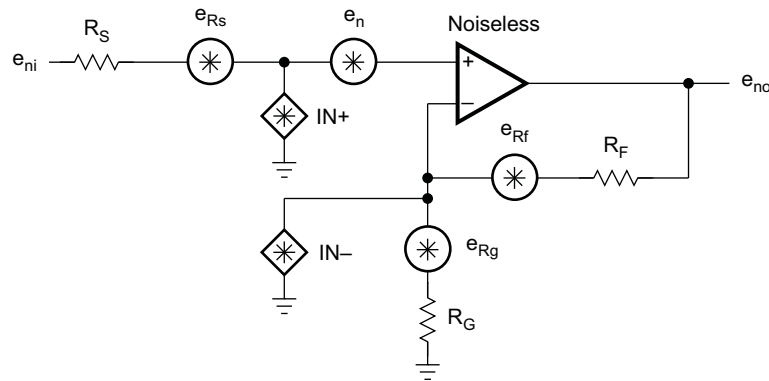 Noiseless
R_S
e_Rs
e_n
e_ni
+
e_no
IN+
−
e_Rf
R_F
IN−
e_Rg
R_G